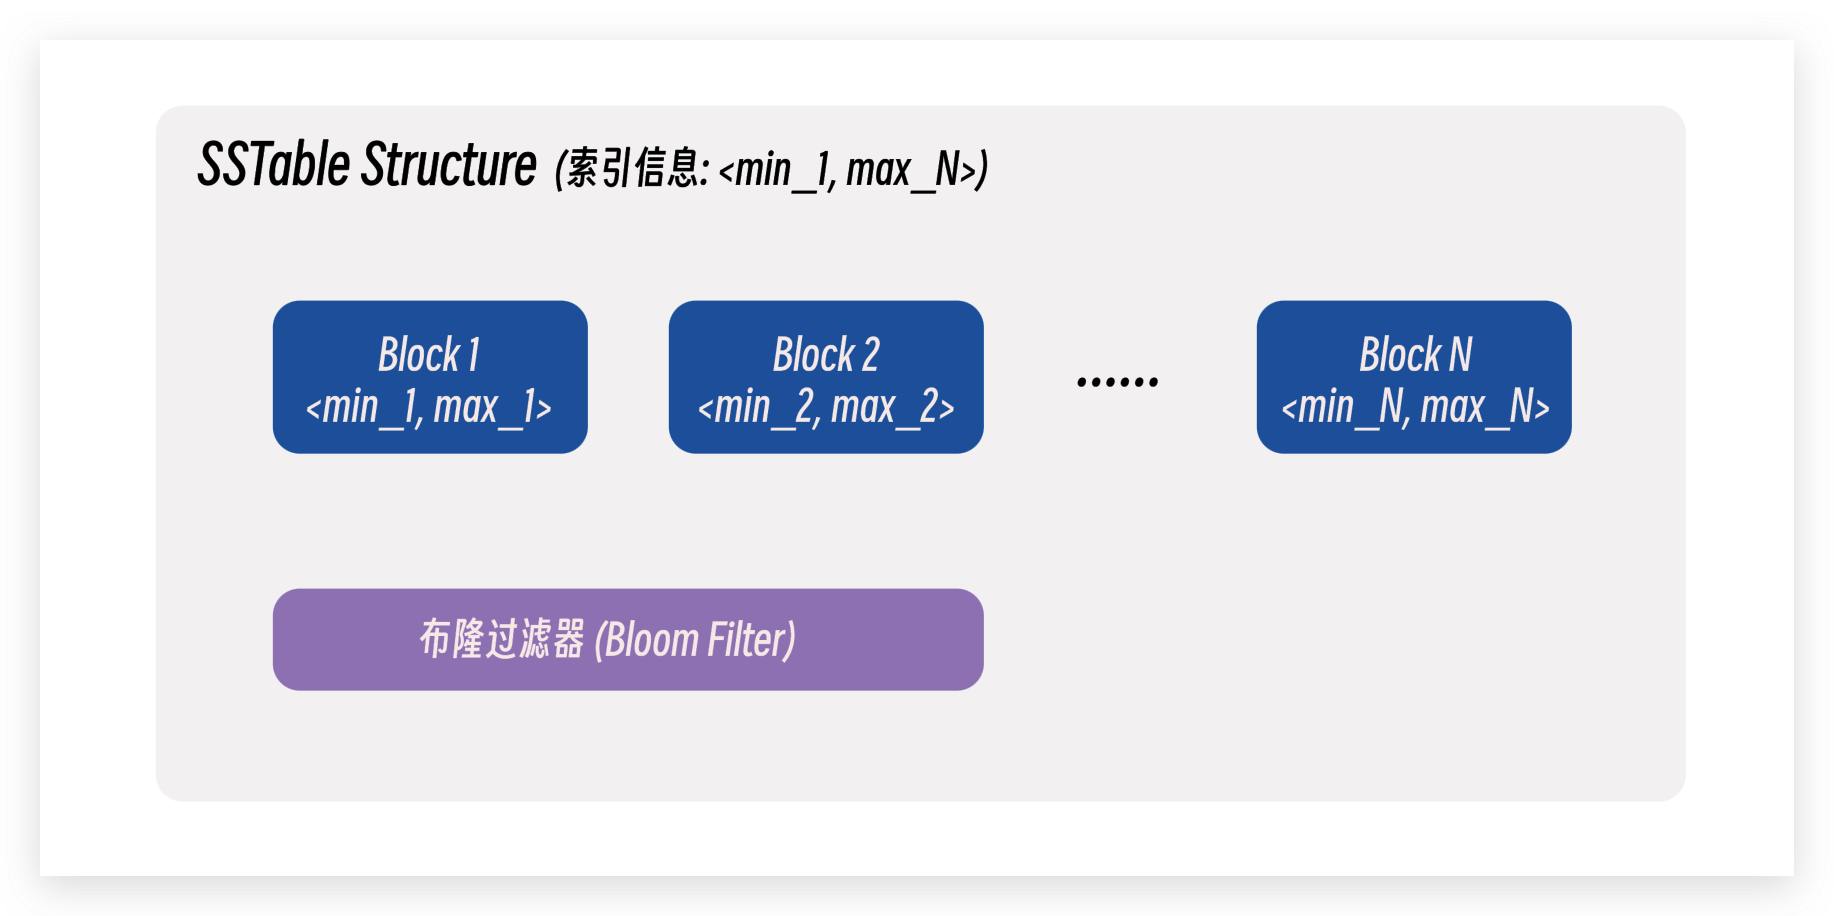 SSTable Structure (索引信息: <min_1, max_N>)
Block 1
<min_1, max_1>
Block 2
<min_2, max_2>
......
Block N
<min_N, max_N>
布隆过滤器 (Bloom Filter)